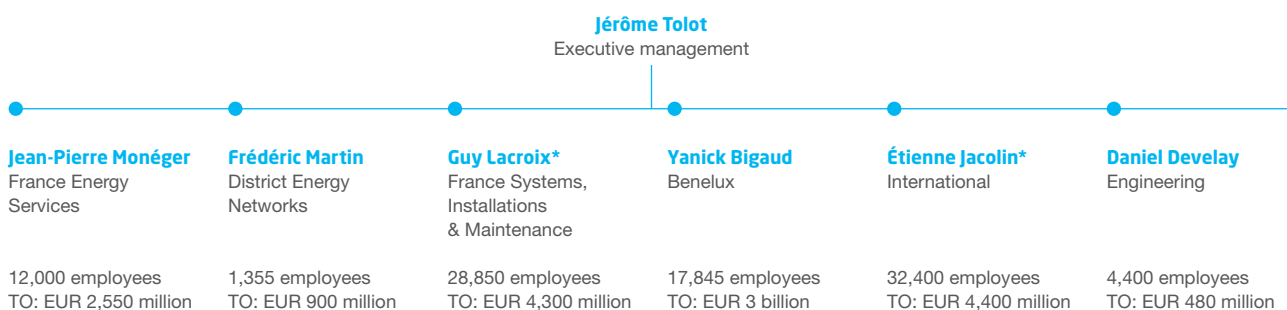 Jérôme Tolot
Executive management
Jean-Pierre Monéger
France Energy
Services
12,000 employees
TO: EUR 2,550 million
Frédéric Martin
District Energy
Networks
1,355 employees
TO: EUR 900 million
Guy Lacroix*
France Systems,
Installations
& Maintenance
28,850 employees
TO: EUR 4,300 million
Yanick Bigaud
Benelux
17,845 employees
TO: EUR 3 billion
Étienne Jacolin*
International
32,400 employees
TO: EUR 4,400 million
Daniel Develay
Engineering
4,400 employees
TO: EUR 480 million